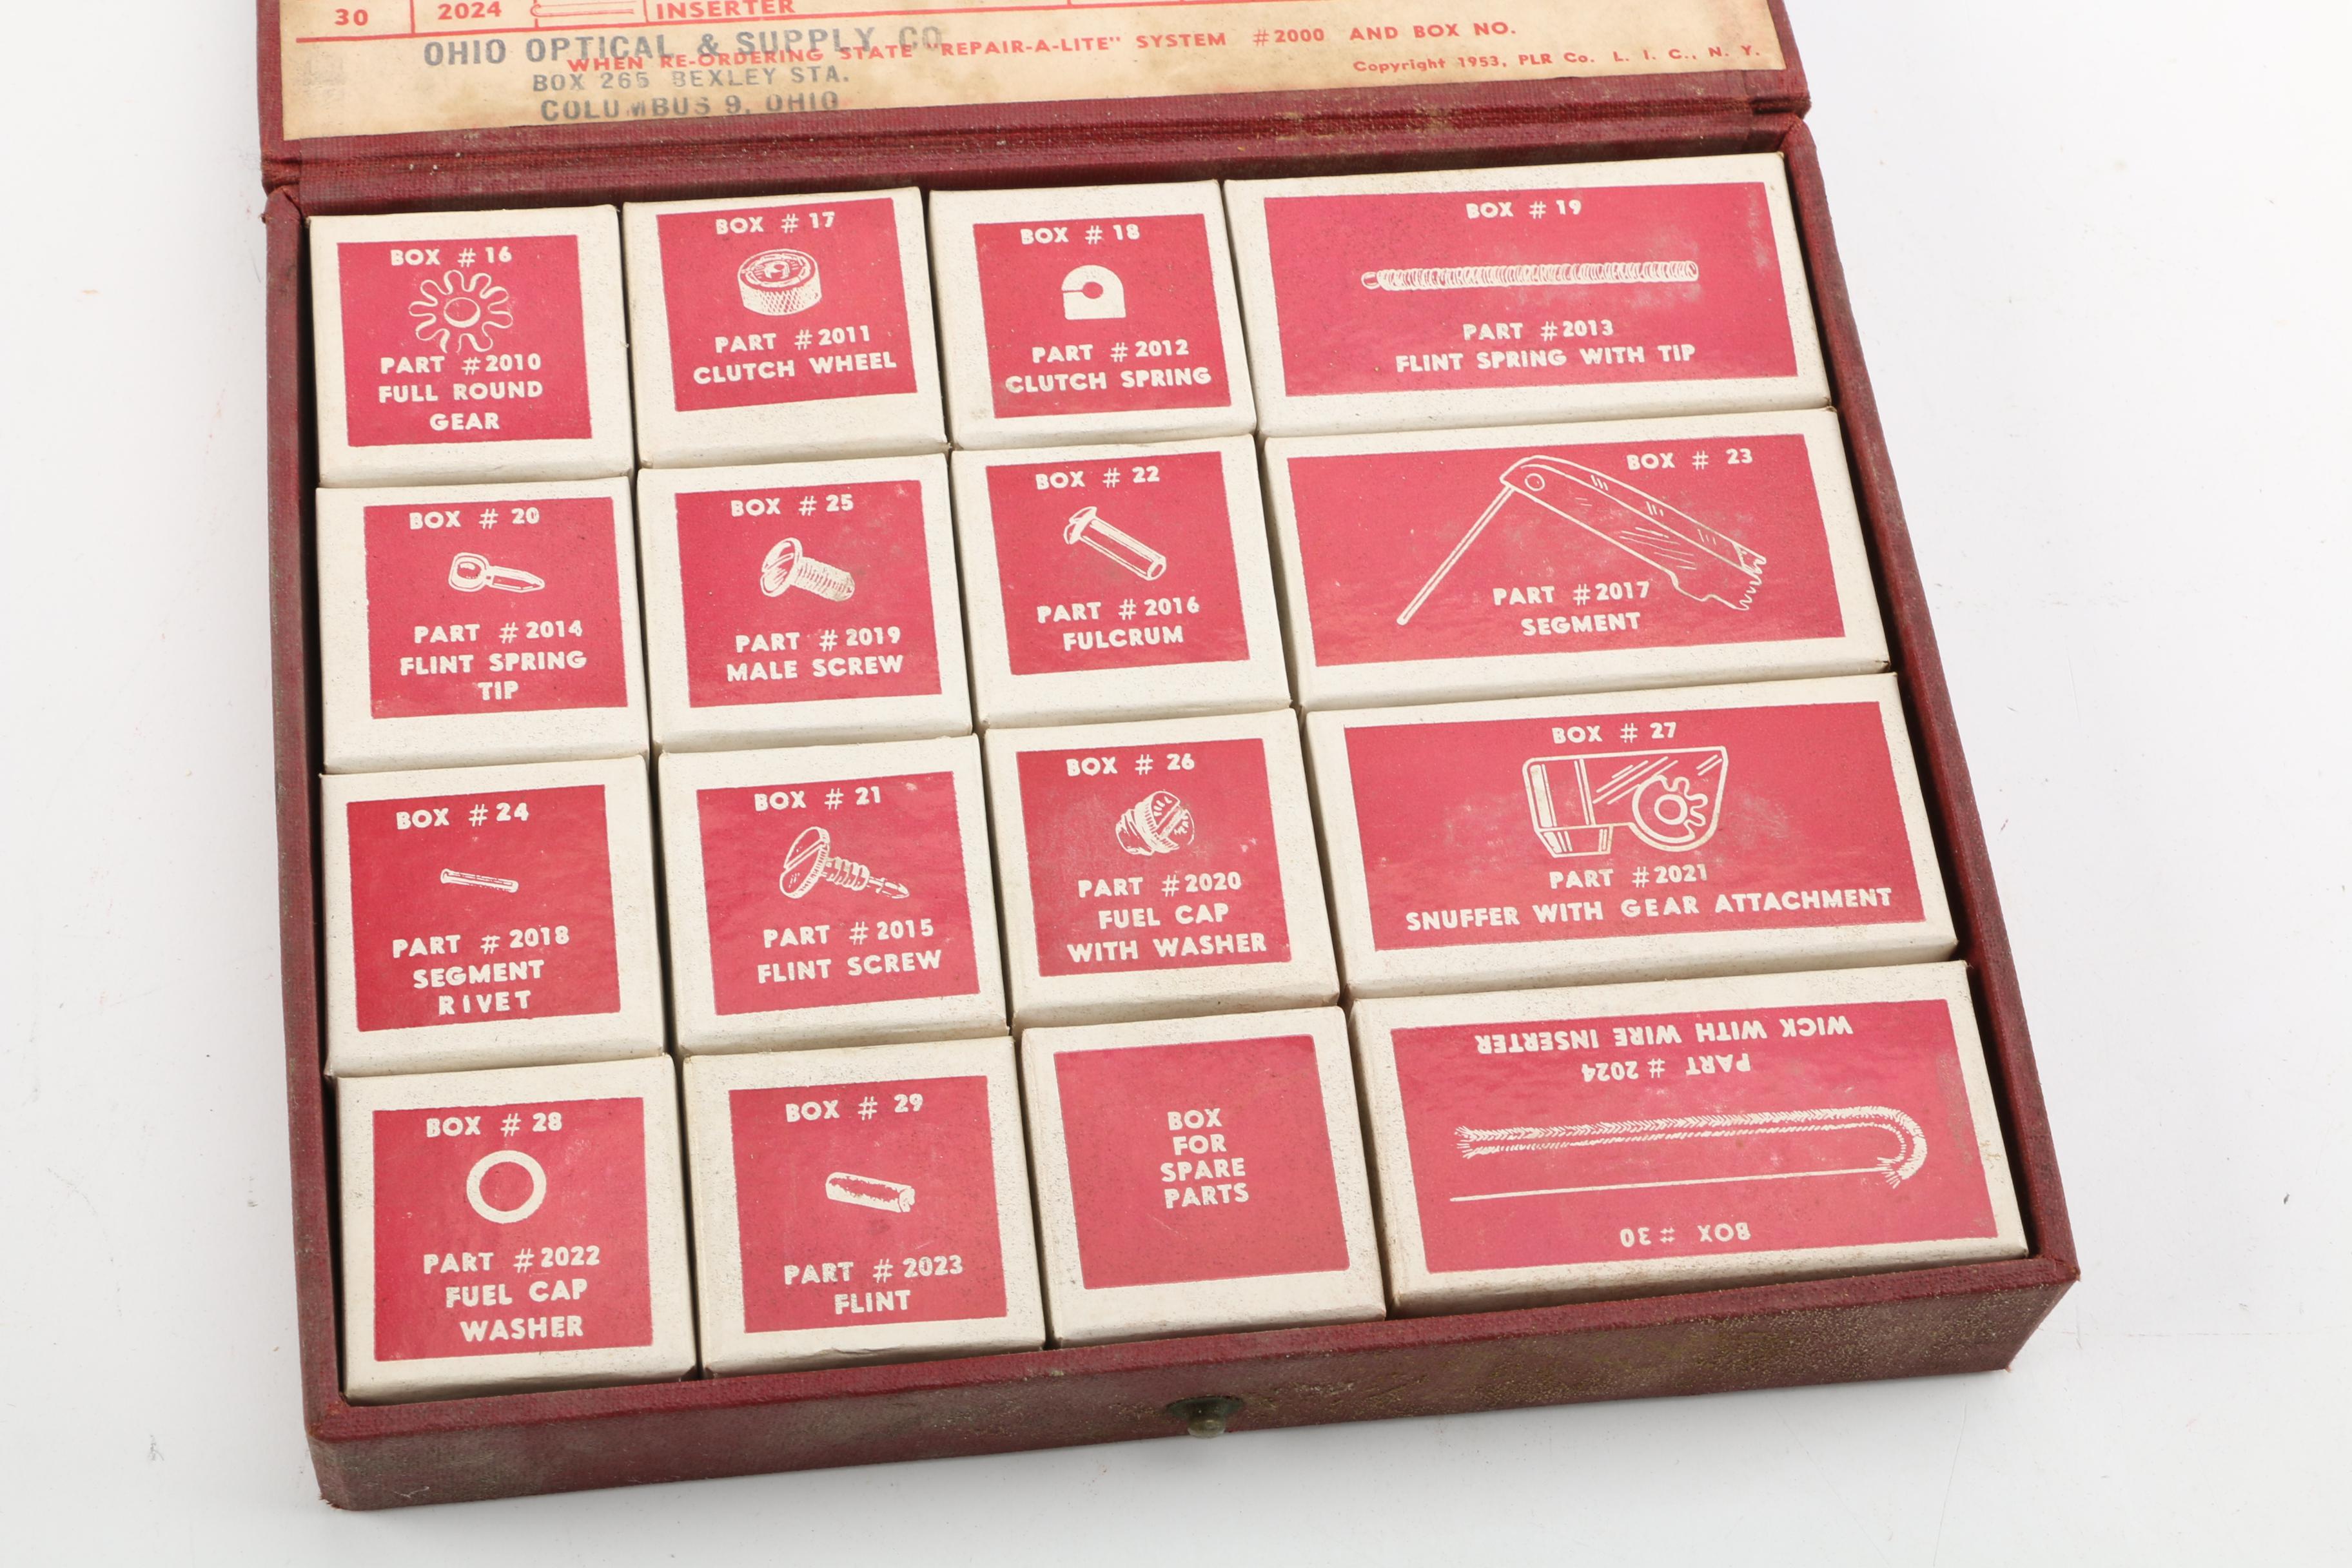 30 2024 INSERTER
OHIO OPTICAL & SUPPLY CO
WHEN RE-ORDERING STATE "REPAIR-A-LITE" SYSTEM #2000 AND BOX NO.
BOX 265 BEXLEY STA.
Copyright 1953, PLR Co. L. I. C., N. Y.
COLUMBUS 9, OHIO
BOX #16
PART #2010
FULL ROUND
GEAR
BOX #17
PART #2011
CLUTCH WHEEL
BOX #18
PART #2012
CLUTCH SPRING
BOX #19
PART #2013
FLINT SPRING WITH TIP
BOX #20
PART #2014
FLINT SPRING
TIP
BOX #25
PART #2019
MALE SCREW
BOX #22
PART #2016
FULCRUM
BOX # 23
PART #2017
SEGMENT
BOX #24
PART #2018
SEGMENT
RIVET
BOX #21
PART #2015
FLINT SCREW
BOX #26
PART #2020
FUEL CAP
WITH WASHER
BOX # 27
PART #2021
SNUFFER WITH GEAR ATTACHMENT
BOX #28
PART #2022
FUEL CAP
WASHER
BOX # 29
PART #2023
FLINT
BOX
FOR
SPARE
PARTS
BOX #30
PART #2024
WICK WITH WIRE INSERTER